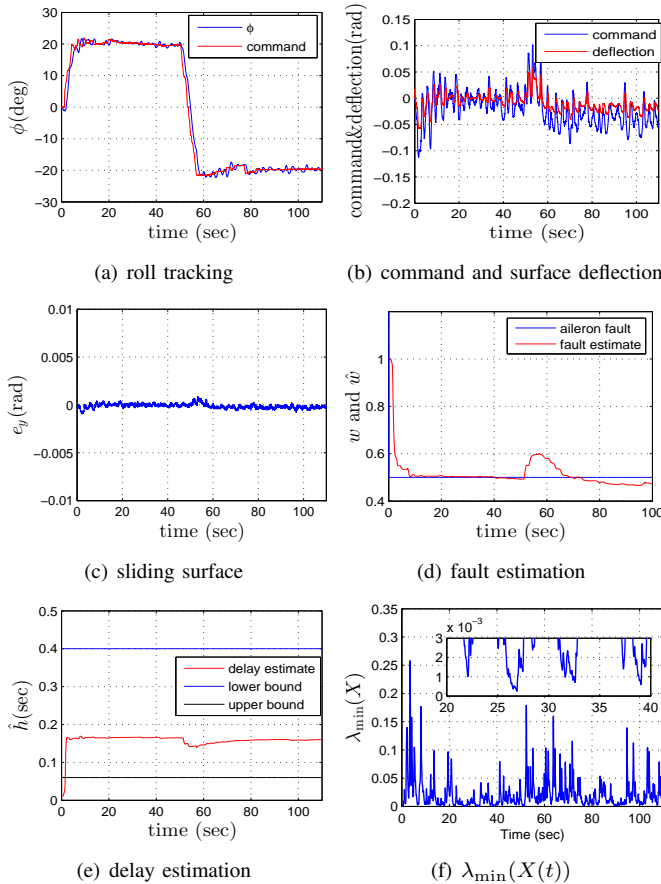 30
20
10
0
−10
−20
−30
0 20 40 60 80 100
ϕ(deg)
time (sec)
ϕ
command
(a) roll tracking
0.15
0.1
0.05
0
−0.05
−0.1
−0.15
−0.2
0 20 40 60 80 100
command&deflection(rad)
time (sec)
command
deflection
(b) command and surface deflection
0.01
0.005
0
−0.005
−0.01
0 20 40 60 80 100
e_y(rad)
time (sec)
(c) sliding surface
1
0.8
0.6
0.4
0 20 40 60 80 100
w and ŵ
time (sec)
aileron fault
fault estimate
(d) fault estimation
0.5
0.4
0.3
0.2
0.1
0
0 20 40 60 80 100
ĥ(sec)
time (sec)
delay estimate
lower bound
upper bound
(e) delay estimation
0.35
0.3
0.25
0.2
0.15
0.1
0.05
0
0 20 40 60 80 100
λmin(X)
Time (sec)
x 10⁻³
3
2
1
0
20 25 30 35 40
(f) λmin(X(t))